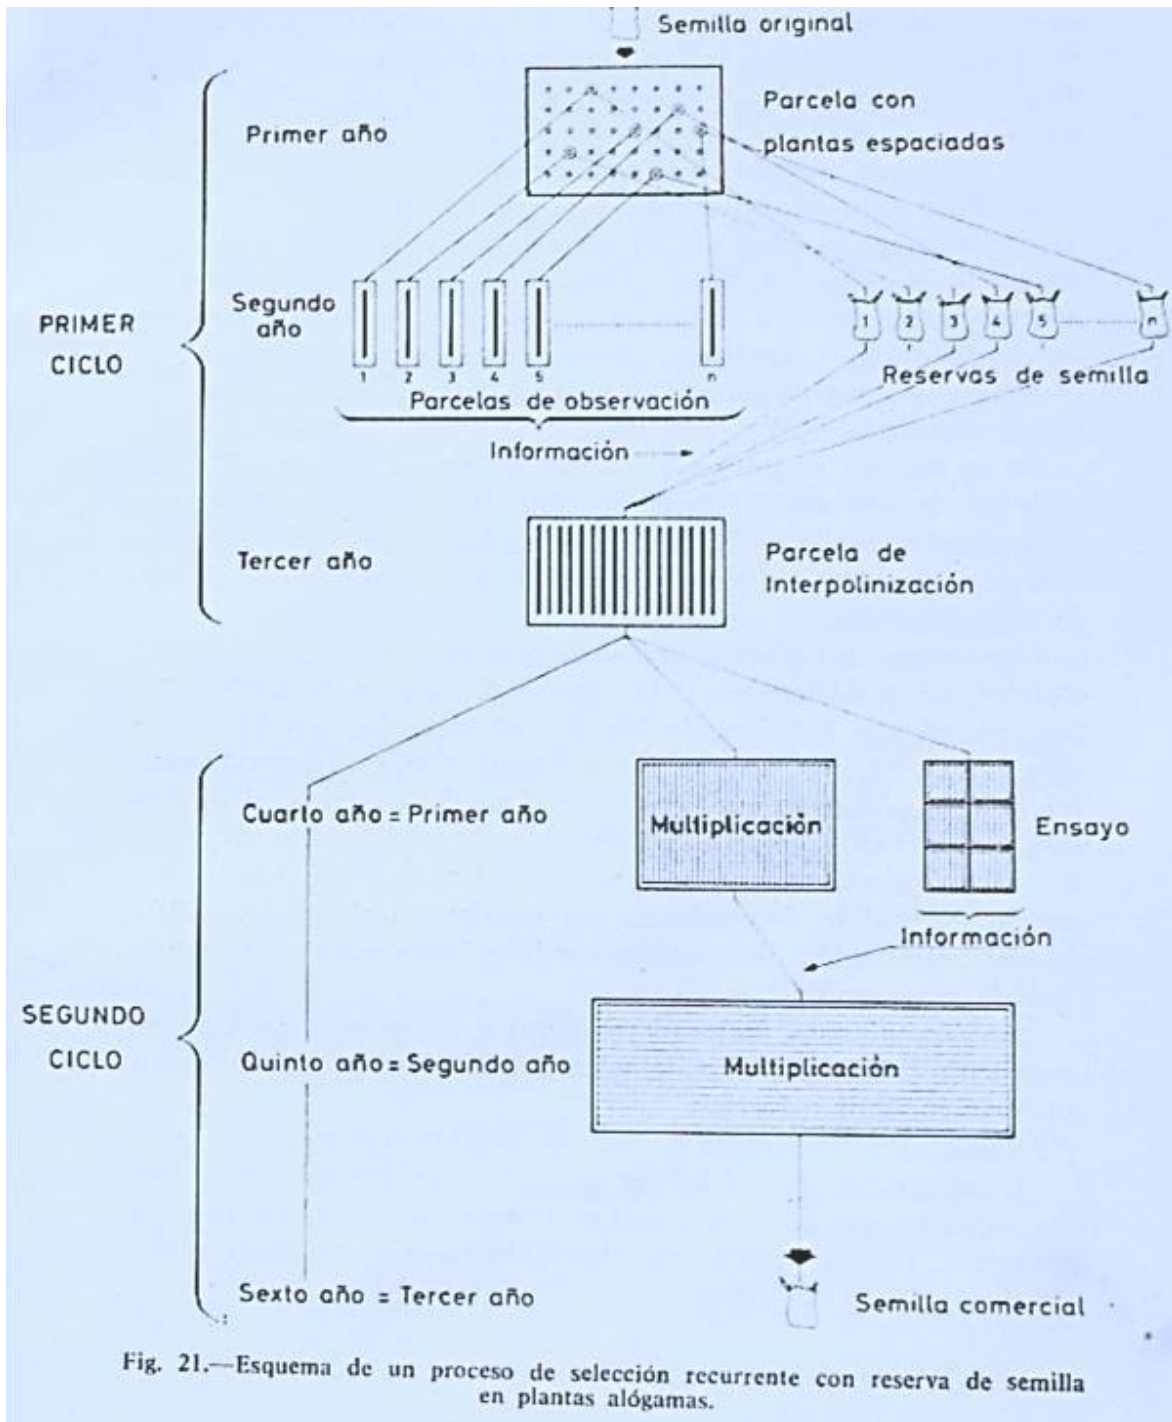 Semilla original
Parcela con
plantas espaciadas
Primer año
PRIMER
CICLO
Segundo
año
1 2 3 4 5 n
1 2 3 4 5 n
Parcelas de observación
Reservas de semilla
Información
Tercer año
Parcela de
Interpolinización
Cuarto año = Primer año
Multiplicación
Ensayo
Información
SEGUNDO
CICLO
Quinto año = Segundo año
Multiplicación
Sexto año = Tercer año
Semilla comercial
Fig. 21.—Esquema de un proceso de selección recurrente con reserva de semilla
en plantas alógamas.